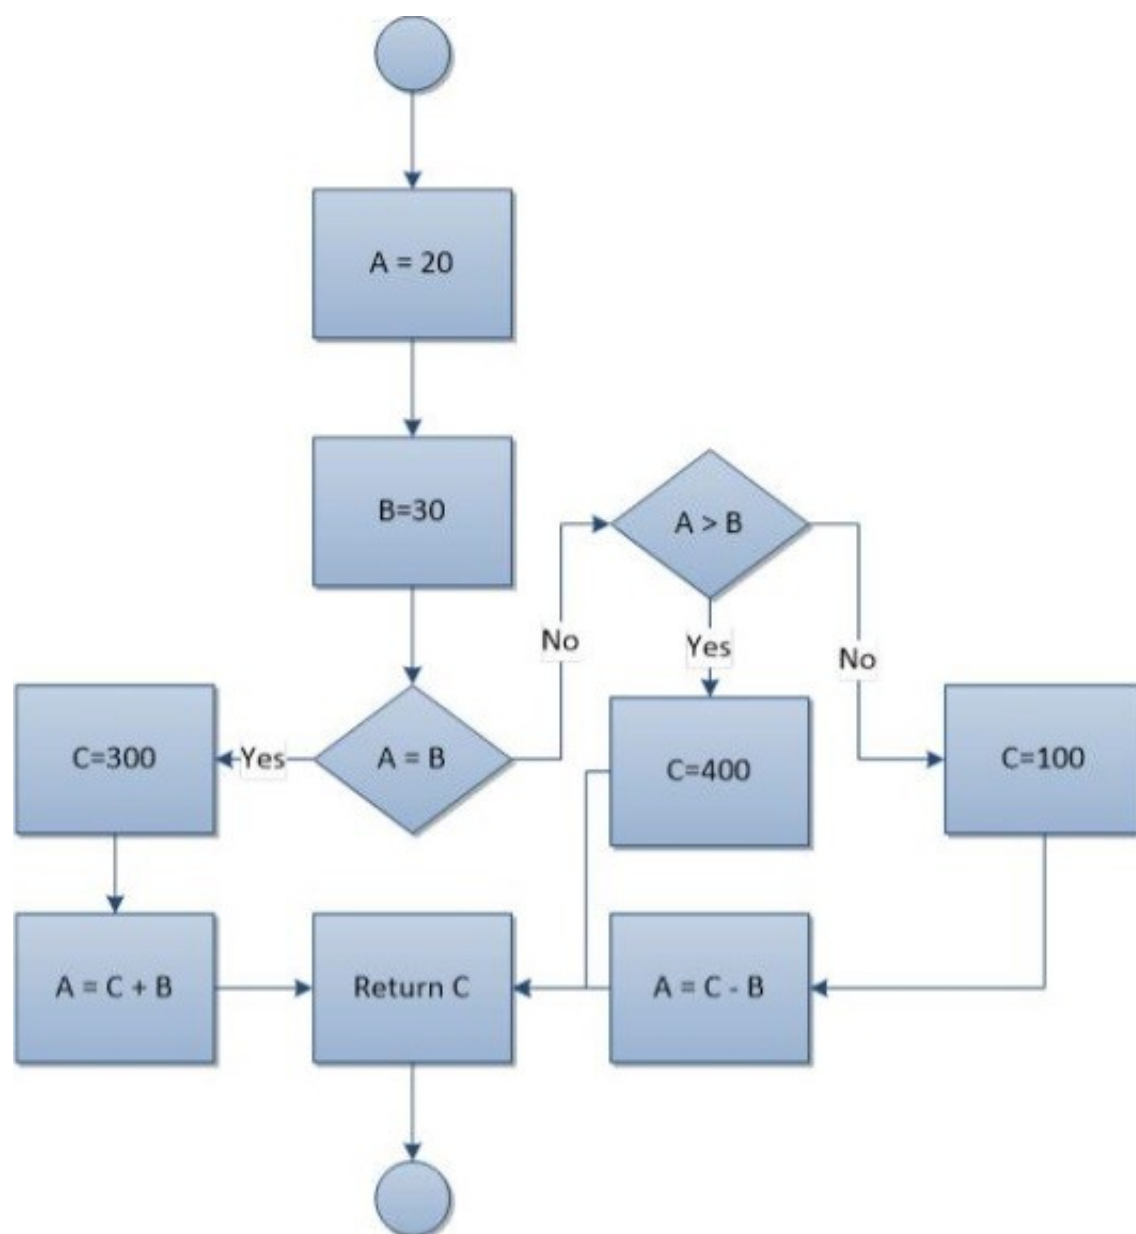 A = 20
B=30
A > B
No
Yes
No
C=300
Yes
A = B
C=400
C=100
A = C + B
Return C
A = C - B